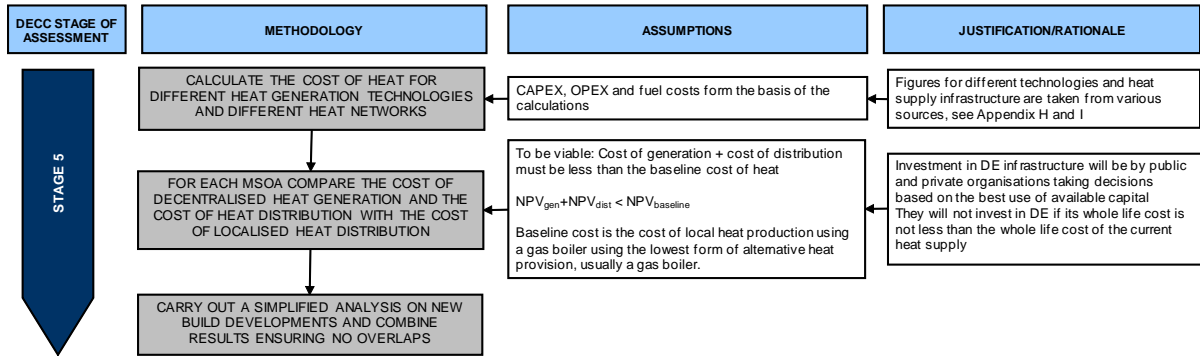 DECC STAGE OF
ASSESSMENT
METHODOLOGY
ASSUMPTIONS
JUSTIFICATION/RATIONALE
STAGE 5
CALCULATE THE COST OF HEAT FOR
DIFFERENT HEAT GENERATION TECHNOLOGIES
AND DIFFERENT HEAT NETWORKS
CAPEX, OPEX and fuel costs form the basis of the
calculations
Figures for different technologies and heat
supply infrastructure are taken from various
sources, see Appendix H and I
FOR EACH MSOA COMPARE THE COST OF
DECENTRALISED HEAT GENERATION AND THE
COST OF HEAT DISTRIBUTION WITH THE COST
OF LOCALISED HEAT DISTRIBUTION
To be viable: Cost of generation + cost of distribution
must be less than the baseline cost of heat
NPVgen+NPVdist < NPVbaseline
Baseline cost is the cost of local heat production using
a gas boiler using the lowest form of alternative heat
provision, usually a gas boiler.
Investment in DE infrastructure will be by public
and private organisations taking decisions
based on the best use of available capital
They will not invest in DE if its whole life cost is
not less than the whole life cost of the current
heat supply
CARRY OUT A SIMPLIFIED ANALYSIS ON NEW
BUILD DEVELOPMENTS AND COMBINE
RESULTS ENSURING NO OVERLAPS